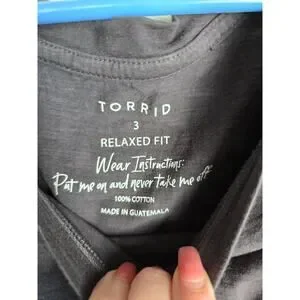 TORRID
3
RELAXED FIT
Wear Instructions:
Put me on and never take me off
100% COTTON
MADE IN GUATEMALA